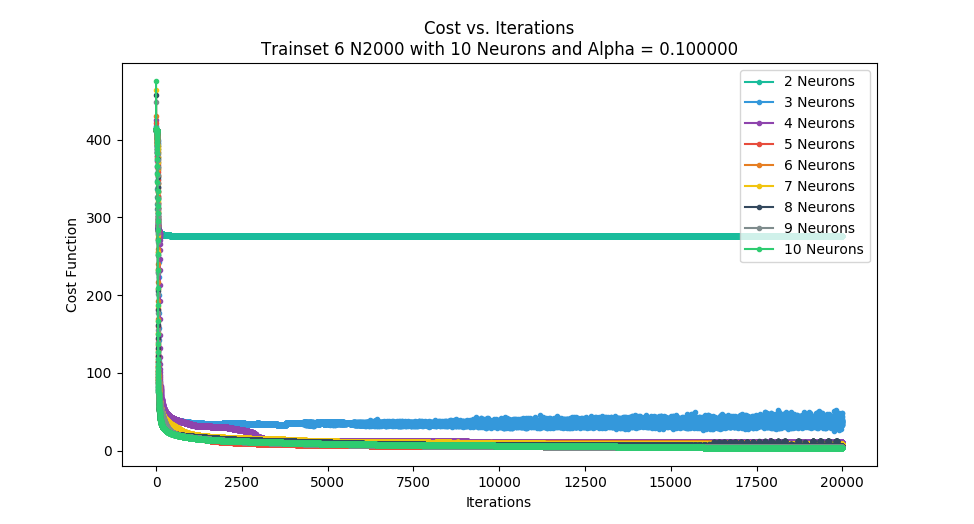 Cost vs. Iterations
Trainset 6 N2000 with 10 Neurons and Alpha = 0.100000
2 Neurons
3 Neurons
4 Neurons
5 Neurons
6 Neurons
7 Neurons
8 Neurons
9 Neurons
10 Neurons
Cost Function
400
300
200
100
0
0 2500 5000 7500 10000 12500 15000 17500 20000
Iterations